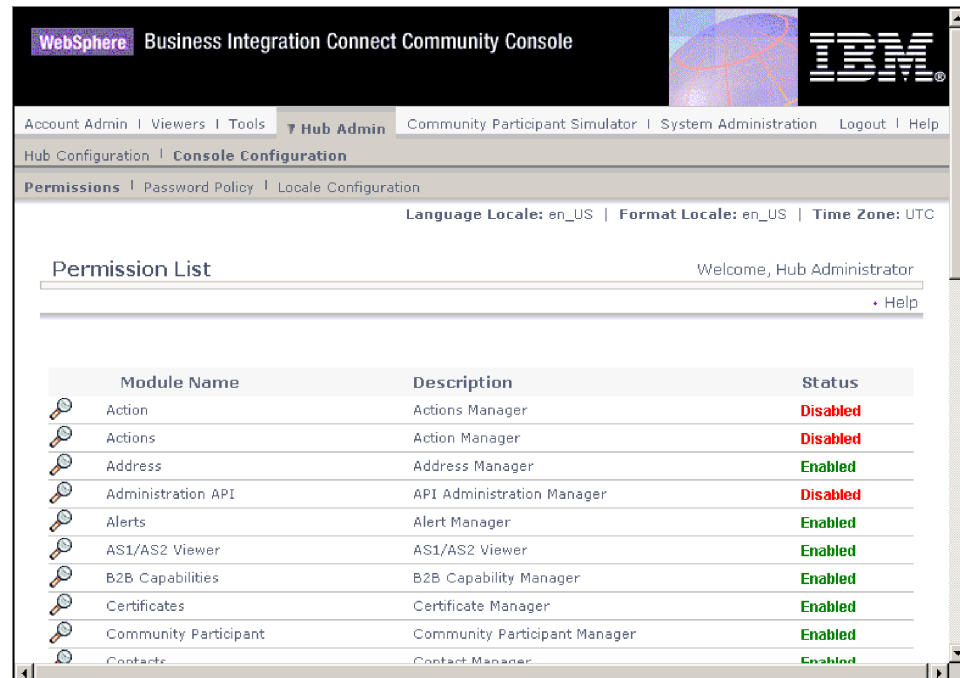 WebSphere Business Integration Connect Community Console
IBM®
Account Admin | Viewers | Tools Hub Admin Community Participant Simulator | System Administration Logout | Help
Hub Configuration | Console Configuration
Permissions | Password Policy | Locale Configuration
Language Locale: en_US | Format Locale: en_US | Time Zone: UTC
Permission List Welcome, Hub Administrator
Help
Module Name Description Status
Action Actions Manager Disabled
Actions Action Manager Disabled
Address Address Manager Enabled
Administration API API Administration Manager Disabled
Alerts Alert Manager Enabled
AS1/AS2 Viewer AS1/AS2 Viewer Enabled
B2B Capabilities B2B Capability Manager Enabled
Certificates Certificate Manager Enabled
Community Participant Community Participant Manager Enabled
Contacts Contact Manager Enabled